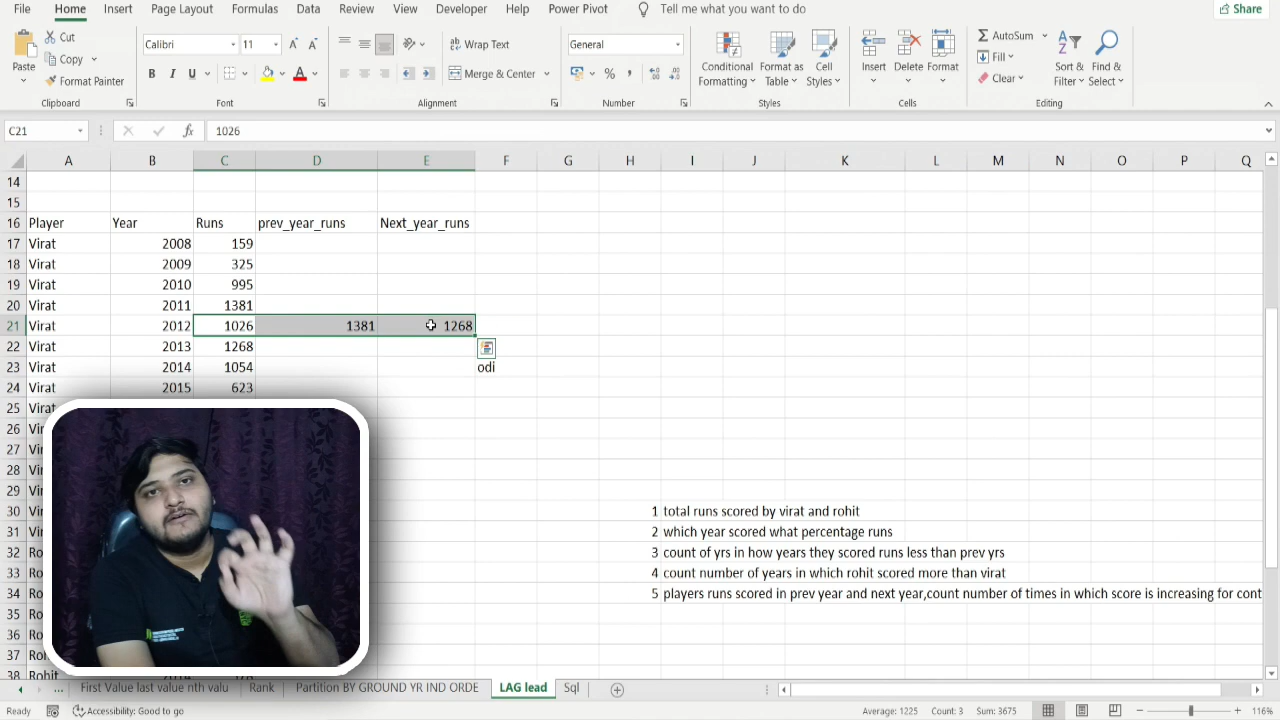 File Home Insert Page Layout Formulas Data Review View Developer Help Power Pivot Tell me what you want to do Share
Paste Cut Copy Format Painter
Calibri 11 Wrap Text General
B I U A Merge & Center % ,
Conditional Formatting Format as Table Cell Styles Insert Delete Format AutoSum Fill Clear Sort & Filter Find & Select
Clipboard Font Alignment Number Styles Cells Editing
C21 fx 1026
A B C D E F G H I J K L M N O P Q
14
15
16 Player Year Runs prev_year_runs Next_year_runs
17 Virat 2008 159
18 Virat 2009 325
19 Virat 2010 995
20 Virat 2011 1381
21 Virat 2012 1026 1381 1268
22 Virat 2013 1268
23 Virat 2014 1054 odi
24 Virat 2015 623
25
26
27
28
29
30 1 total runs scored by virat and rohit
31 2 which year scored what percentage runs
32 3 count of yrs in how years they scored runs less than prev yrs
33 4 count number of years in which rohit scored more than virat
34 5 players runs scored in prev year and next year,count number of times in which score is increasing for cont
35
36
37
38
... First Value last value nth valu Rank Partition BY GROUND YR IND ORDE LAG lead Sql
Ready Accessibility: Good to go Average: 1225 Count: 3 Sum: 3675 116%